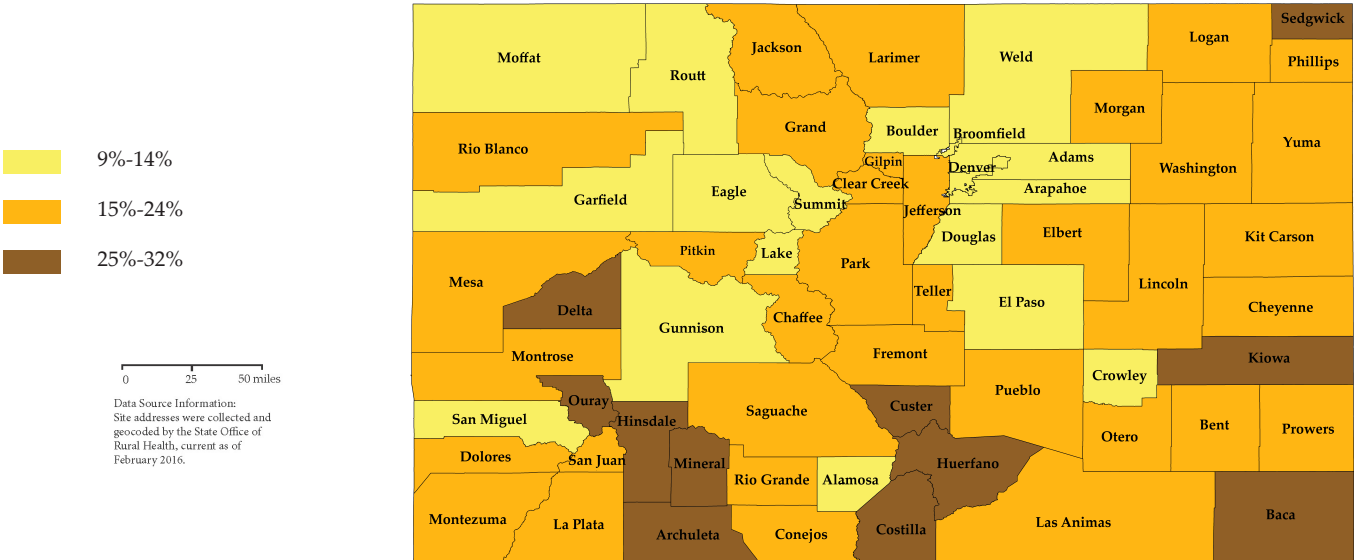 9%-14%
15%-24%
25%-32%
0 25 50 miles
Data Source Information:
Site addresses were collected and
geocoded by the State Office of
Rural Health, current as of
February 2016.
Moffat
Routt
Jackson
Larimer
Weld
Logan
Sedgwick
Phillips
Rio Blanco
Grand
Boulder
Broomfield
Morgan
Washington
Yuma
Garfield
Eagle
Summit
Gilpin
Clear Creek
Jefferson
Denver
Adams
Arapahoe
Douglas
Elbert
Kit Carson
Mesa
Pitkin
Lake
Park
Teller
El Paso
Lincoln
Cheyenne
Delta
Gunnison
Chaffee
Montrose
Fremont
Pueblo
Crowley
Kiowa
San Miguel
Ouray
Hinsdale
Saguache
Custer
Otero
Bent
Prowers
Dolores
San Juan
Mineral
Rio Grande
Alamosa
Huerfano
Montezuma
La Plata
Archuleta
Conejos
Costilla
Las Animas
Baca